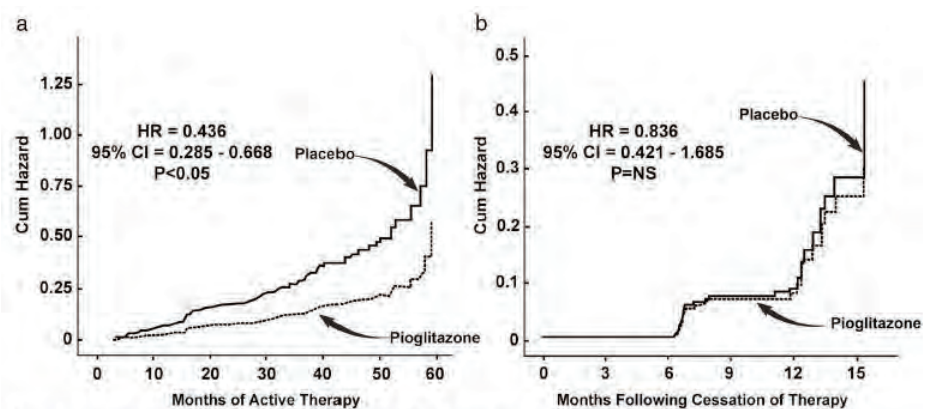 a
Cum Hazard
1.25
1.00
0.75
0.50
0.25
0
HR = 0.436
95% CI = 0.285 - 0.668
P<0.05
Placebo
Pioglitazone
0
10
20
30
40
50
60
Months of Active Therapy
b
Cum Hazard
0.5
0.4
0.3
0.2
0.1
0
HR = 0.836
95% CI = 0.421 - 1.685
P=NS
Placebo
Pioglitazone
0
3
6
9
12
15
Months Following Cessation of Therapy